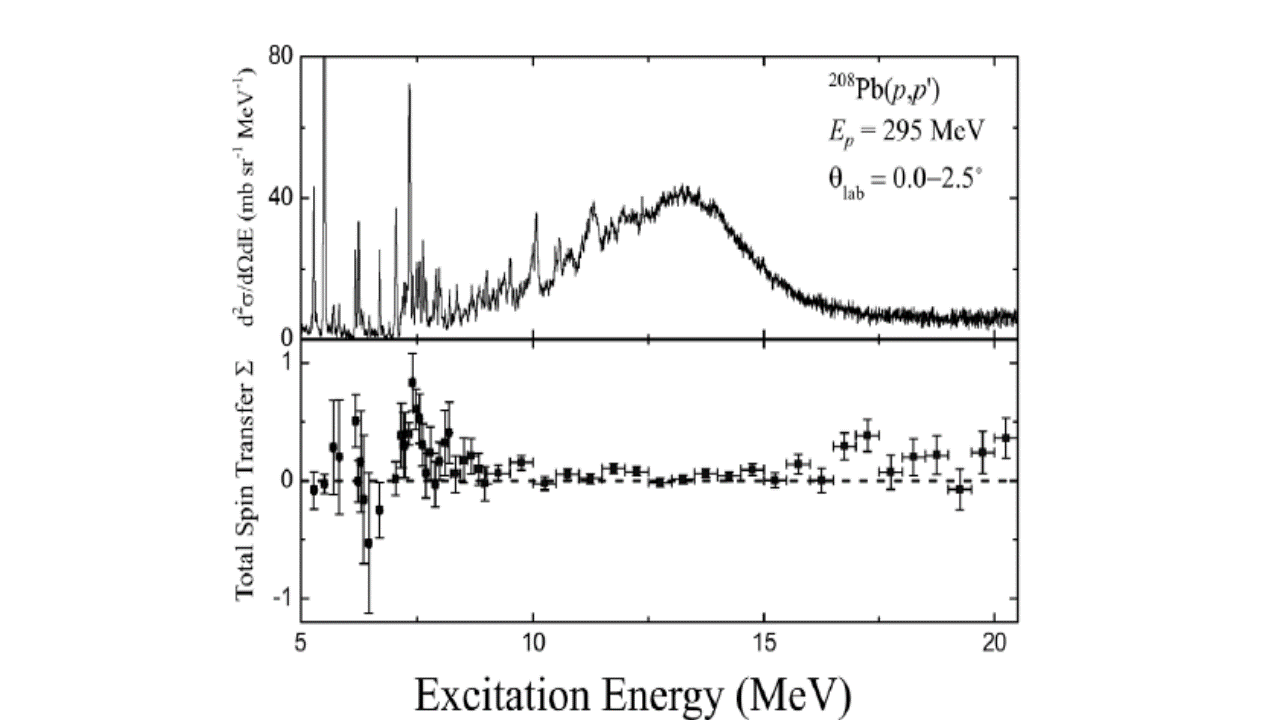 80
40
0
d²σ/dΩdE (mb sr⁻¹ MeV⁻¹)
²⁰⁸Pb(p,p')
Eₚ = 295 MeV
θlab = 0.0–2.5°
1
0
-1
Total Spin Transfer Σ
5 10 15 20
Excitation Energy (MeV)